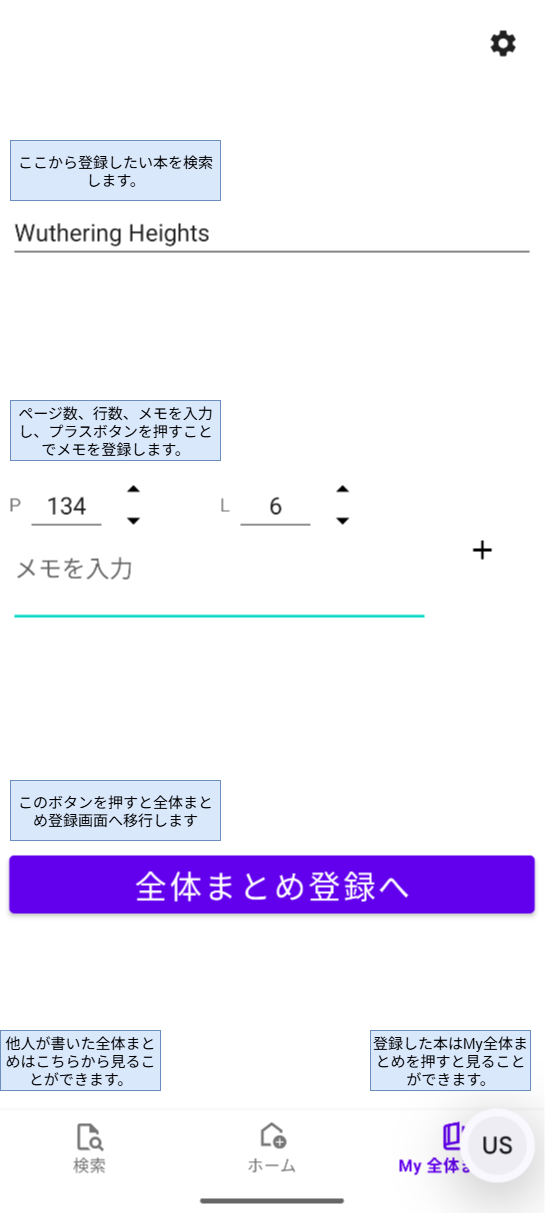 ここから登録したい本を検索
します。
Wuthering Heights
ページ数、行数、メモを入力
し、プラスボタンを押すこと
でメモを登録します。
P 134 L 6
メモを入力
このボタンを押すと全体まと
め登録画面へ移行します
全体まとめ登録へ
他人が書いた全体まと
めはこちらから見るこ
とができます。
登録した本はMy全体ま
とめを押すと見ること
ができます。
検索 ホーム My 全体ま
US